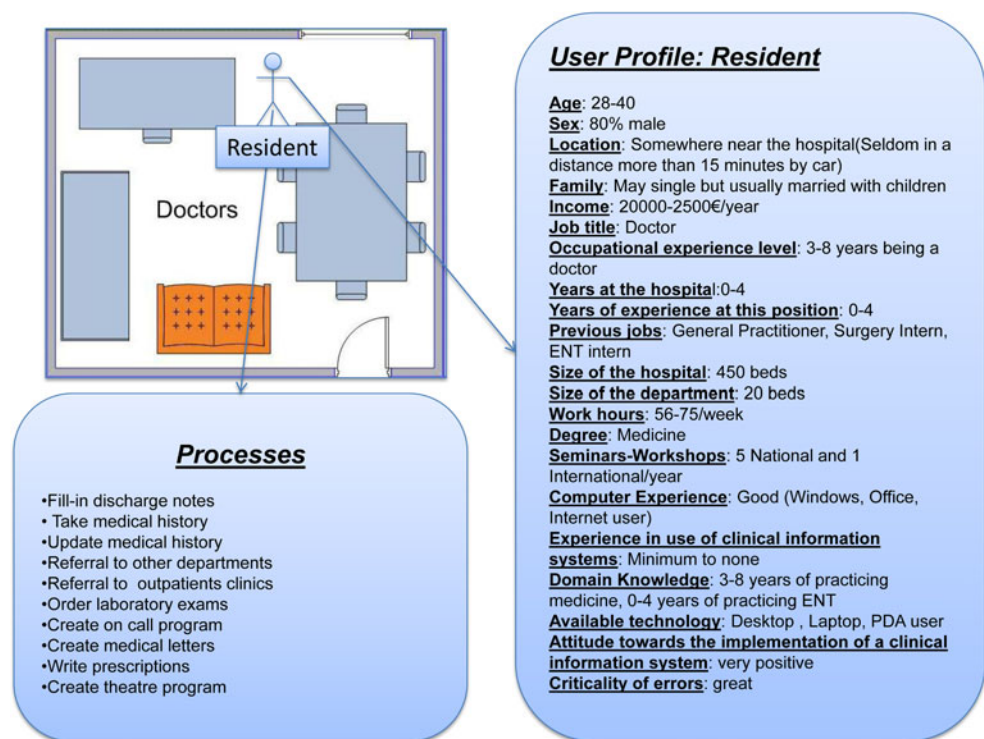 Resident
Doctors
User Profile: Resident
Age: 28-40
Sex: 80% male
Location: Somewhere near the hospital(Seldom in a
distance more than 15 minutes by car)
Family: May single but usually married with children
Income: 20000-2500€/year
Job title: Doctor
Occupational experience level: 3-8 years being a
doctor
Years at the hospital:0-4
Years of experience at this position: 0-4
Previous jobs: General Practitioner, Surgery Intern,
ENT intern
Size of the hospital: 450 beds
Size of the department: 20 beds
Work hours: 56-75/week
Degree: Medicine
Seminars-Workshops: 5 National and 1
International/year
Computer Experience: Good (Windows, Office,
Internet user)
Experience in use of clinical information
systems: Minimum to none
Domain Knowledge: 3-8 years of practicing
medicine, 0-4 years of practicing ENT
Available technology: Desktop , Laptop, PDA user
Attitude towards the implementation of a clinical
information system: very positive
Criticality of errors: great
Processes
•Fill-in discharge notes
• Take medical history
•Update medical history
•Referral to other departments
•Referral to  outpatients clinics
•Order laboratory exams
•Create on call program
•Create medical letters
•Write prescriptions
•Create theatre program